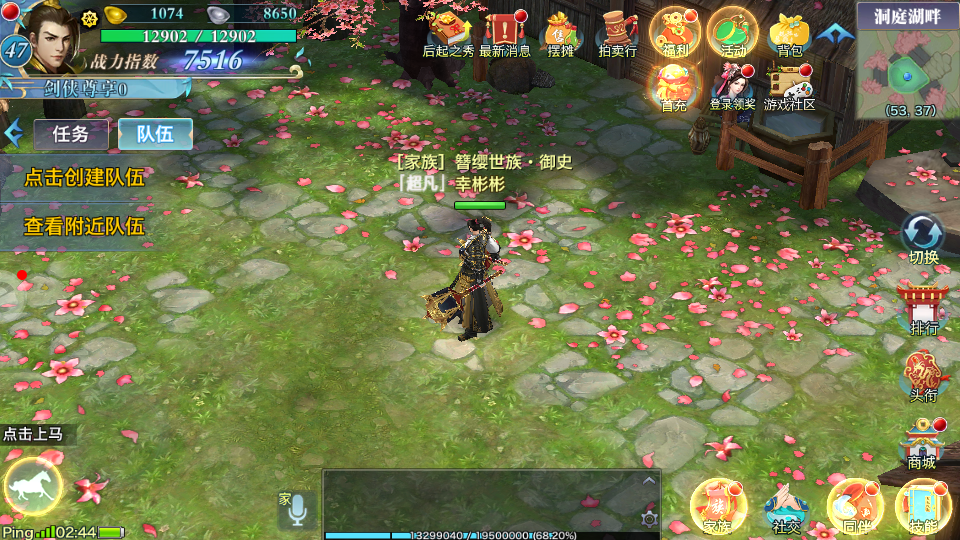 1074
8650
12902 / 12902
47
战力指数 7516
剑侠尊享0
后起之秀
最新消息
摆摊
拍卖行
福利
活动
背包
首充
登录领奖
游戏社区
洞庭湖畔
(53, 37)
任务
队伍
点击创建队伍
查看附近队伍
[家族] 簪缨世族·御史
「超凡」幸彬彬
切换
排行
头衔
商城
点击上马
家
家族
社交
同伴
技能
Ping
02:44
13299040 / 19500000 (68.20%)